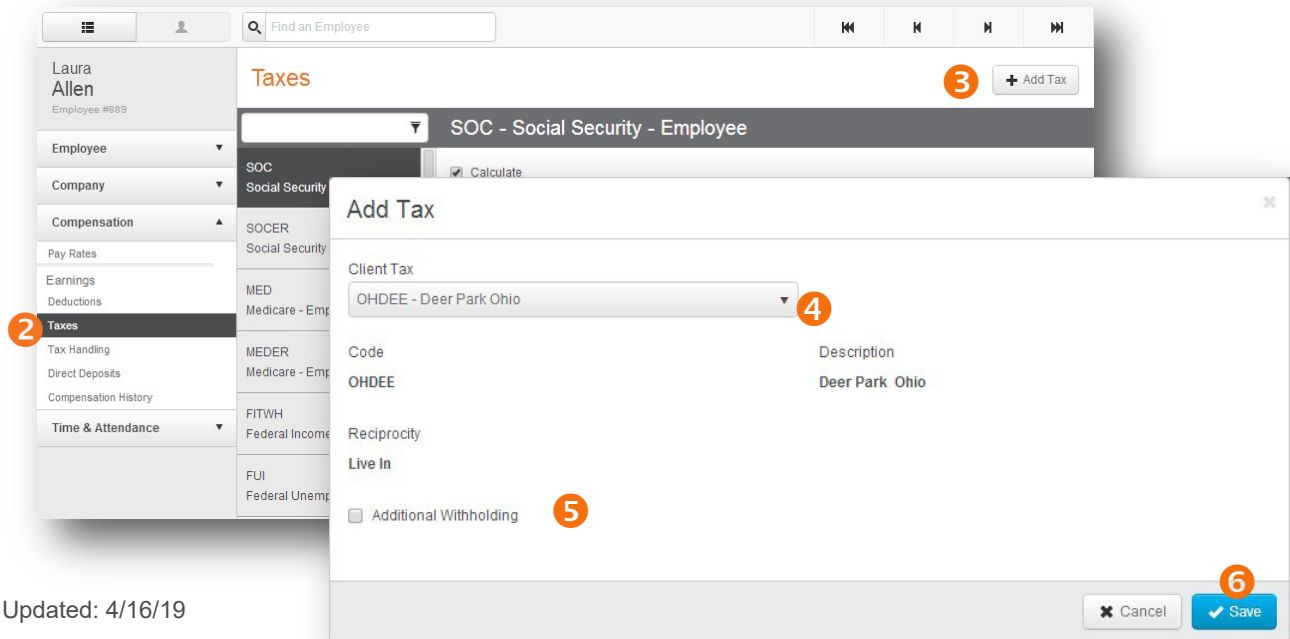 Find an Employee
Laura
Allen
Employee #889
Taxes
3
Add Tax
Employee
Company
Compensation
Pay Rates
Earnings
Deductions
2
Taxes
Tax Handling
Direct Deposits
Compensation History
Time & Attendance
SOC
Social Security
SOCER
Social Security
MED
Medicare - Emp
MEDER
Medicare - Emp
FITWH
Federal Income
FUI
Federal Unemp
SOC - Social Security - Employee
Calculate
Add Tax
Client Tax
OHDEE - Deer Park Ohio
4
Code
Description
OHDEE
Deer Park Ohio
Reciprocity
Live In
Additional Withholding
5
6
Cancel
Save
Updated: 4/16/19